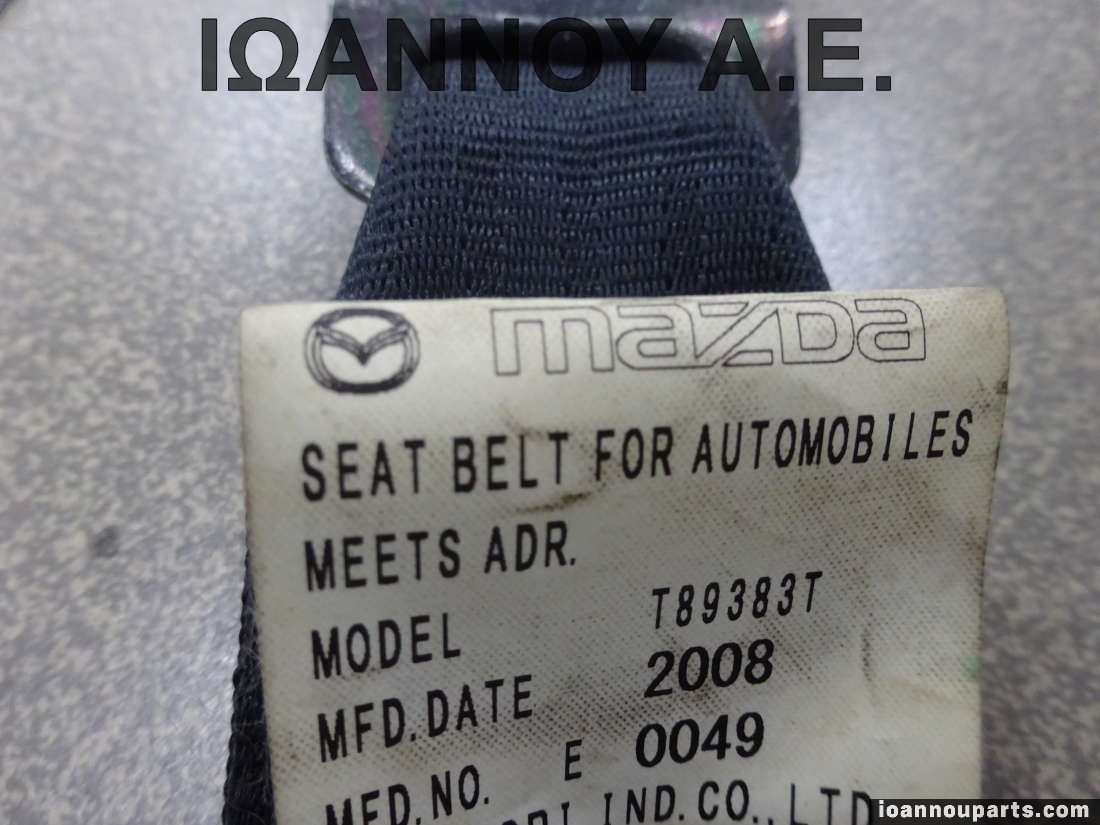 ΙΩΑΝΝΟΥ Α.Ε.
mazda
SEAT BELT FOR AUTOMOBILES
MEETS ADR.
MODEL T89383T
MFD.DATE 2008
MFD.NO. E 0049
IND.CO.,LTD
ioannouparts.com